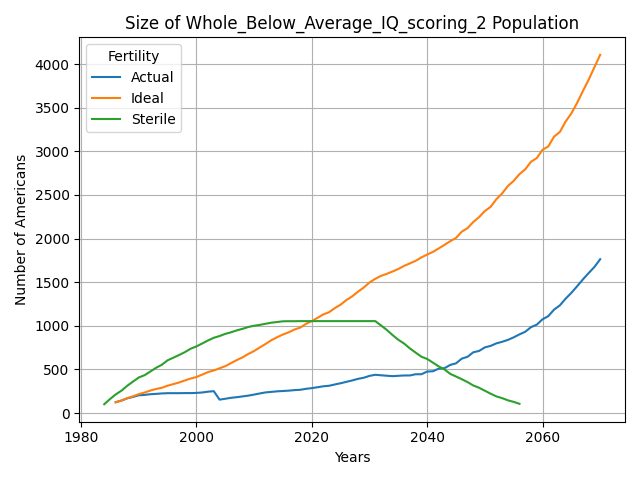 Size of Whole_Below_Average_IQ_scoring_2 Population
Fertility
Actual
Ideal
Sterile
4000
3500
3000
2500
2000
1500
1000
500
0
Number of Americans
1980
2000
2020
2040
2060
Years